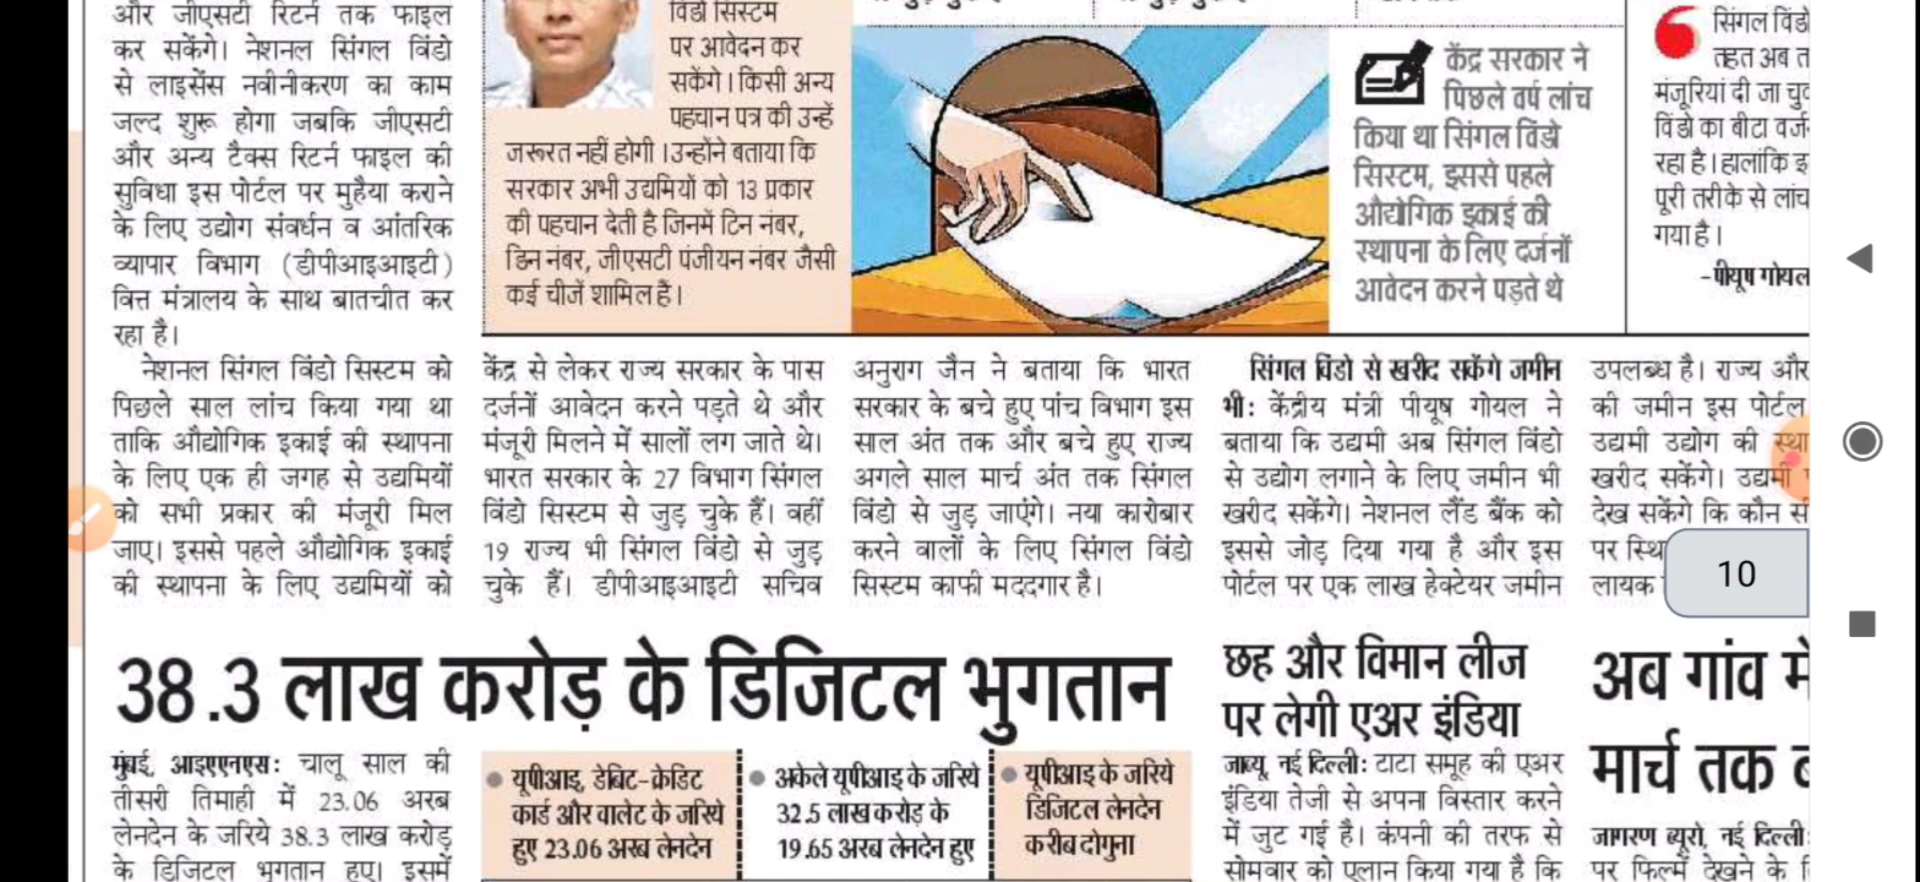 और जीएसटी रिटर्न तक फाइल
कर सकेंगे। नेशनल सिंगल विंडो
से लाइसेंस नवीनीकरण का काम
जल्द शुरू होगा जबकि जीएसटी
और अन्य टैक्स रिटर्न फाइल की
सुविधा इस पोर्टल पर मुहैया कराने
के लिए उद्योग संवर्धन व आंतरिक
व्यापार विभाग (डीपीआइआइटी)
वित्त मंत्रालय के साथ बातचीत कर
रहा है।
नेशनल सिंगल विंडो सिस्टम को
पिछले साल लांच किया गया था
ताकि औद्योगिक इकाई की स्थापना
के लिए एक ही जगह से उद्यमियों
को सभी प्रकार की मंजूरी मिल
जाए। इससे पहले औद्योगिक इकाई
की स्थापना के लिए उद्यमियों को
विंडो सिस्टम
पर आवेदन कर
सकेंगे। किसी अन्य
पहचान पत्र की उन्हें
जरूरत नहीं होगी।उन्होंने बताया कि
सरकार अभी उद्यमियों को 13 प्रकार
की पहचान देती है जिनमें टिन नंबर,
डिन नंबर, जीएसटी पंजीयन नंबर जैसी
कई चीजें शामिल हैं।
केंद्र सरकार ने
पिछले वर्ष लांच
किया था सिंगल विंडो
सिस्टम, इससे पहले
औद्योगिक इकाई की
स्थापना के लिए दर्जनों
आवेदन करने पड़ते थे
सिंगल विंडो
तहत अब त
मंजूरियां दी जा चु
विंडो का बीटा वर्ज
रहा है। हालांकि इ
पूरी तरीके से लांच
गया है।
-पीयूष गोयल
केंद्र से लेकर राज्य सरकार के पास
दर्जनों आवेदन करने पड़ते थे और
मंजूरी मिलने में सालों लग जाते थे।
भारत सरकार के 27 विभाग सिंगल
विंडो सिस्टम से जुड़ चुके हैं। वहीं
19 राज्य भी सिंगल विंडो से जुड़
चुके हैं। डीपीआइआइटी सचिव
अनुराग जैन ने बताया कि भारत
सरकार के बचे हुए पांच विभाग इस
साल अंत तक और बचे हुए राज्य
अगले साल मार्च अंत तक सिंगल
विंडो से जुड़ जाएंगे। नया कारोबार
करने वालों के लिए सिंगल विंडो
सिस्टम काफी मददगार है।
सिंगल विंडो से खरीद सकेंगे जमीन
भी: केंद्रीय मंत्री पीयूष गोयल ने
बताया कि उद्यमी अब सिंगल विंडो
से उद्योग लगाने के लिए जमीन भी
खरीद सकेंगे। नेशनल लैंड बैंक को
इससे जोड़ दिया गया है और इस
पोर्टल पर एक लाख हेक्टेयर जमीन
उपलब्ध है। राज्य और
की जमीन इस पोर्टल
उद्यमी उद्योग की स्था
खरीद सकेंगे। उद्यमी
देख सकेंगे कि कौन सी
पर स्थि
लायक
10
38.3 लाख करोड़ के डिजिटल भुगतान
मुंबई, आइएएनएस: चालू साल की
तीसरी तिमाही में 23.06 अरब
लेनदेन के जरिये 38.3 लाख करोड़
के डिजिटल भुगतान हुए। इसमें
यूपीआइ, डेबिट-क्रेडिट
कार्ड और वालेट के जरिये
हुए 23.06 अरब लेनदेन
अकेले यूपीआइ के जरिये
32.5 लाख करोड़ के
19.65 अरब लेनदेन हुए
यूपीआइ के जरिये
डिजिटल लेनदेन
करीब दोगुना
छह और विमान लीज
पर लेगी एअर इंडिया
जाब्यू, नई दिल्ली: टाटा समूह की एअर
इंडिया तेजी से अपना विस्तार करने
में जुट गई है। कंपनी की तरफ से
सोमवार को एलान किया गया है कि
अब गांव में
मार्च तक
जागरण ब्यूरो, नई दिल्ली:
पर फिल्में देखने के